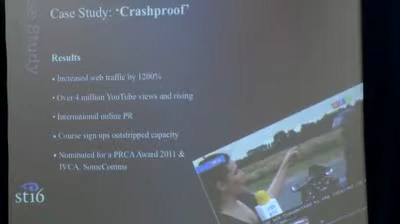 Case Study: 'Crashproof'
Study
Results
• Increased web traffic by 1200%
• Over 4 million YouTube views and rising
• International online PR
• Course sign ups outstripped capacity
• Nominated for a PRCA Award 2011 &
IVCA, SomeComms
sti6